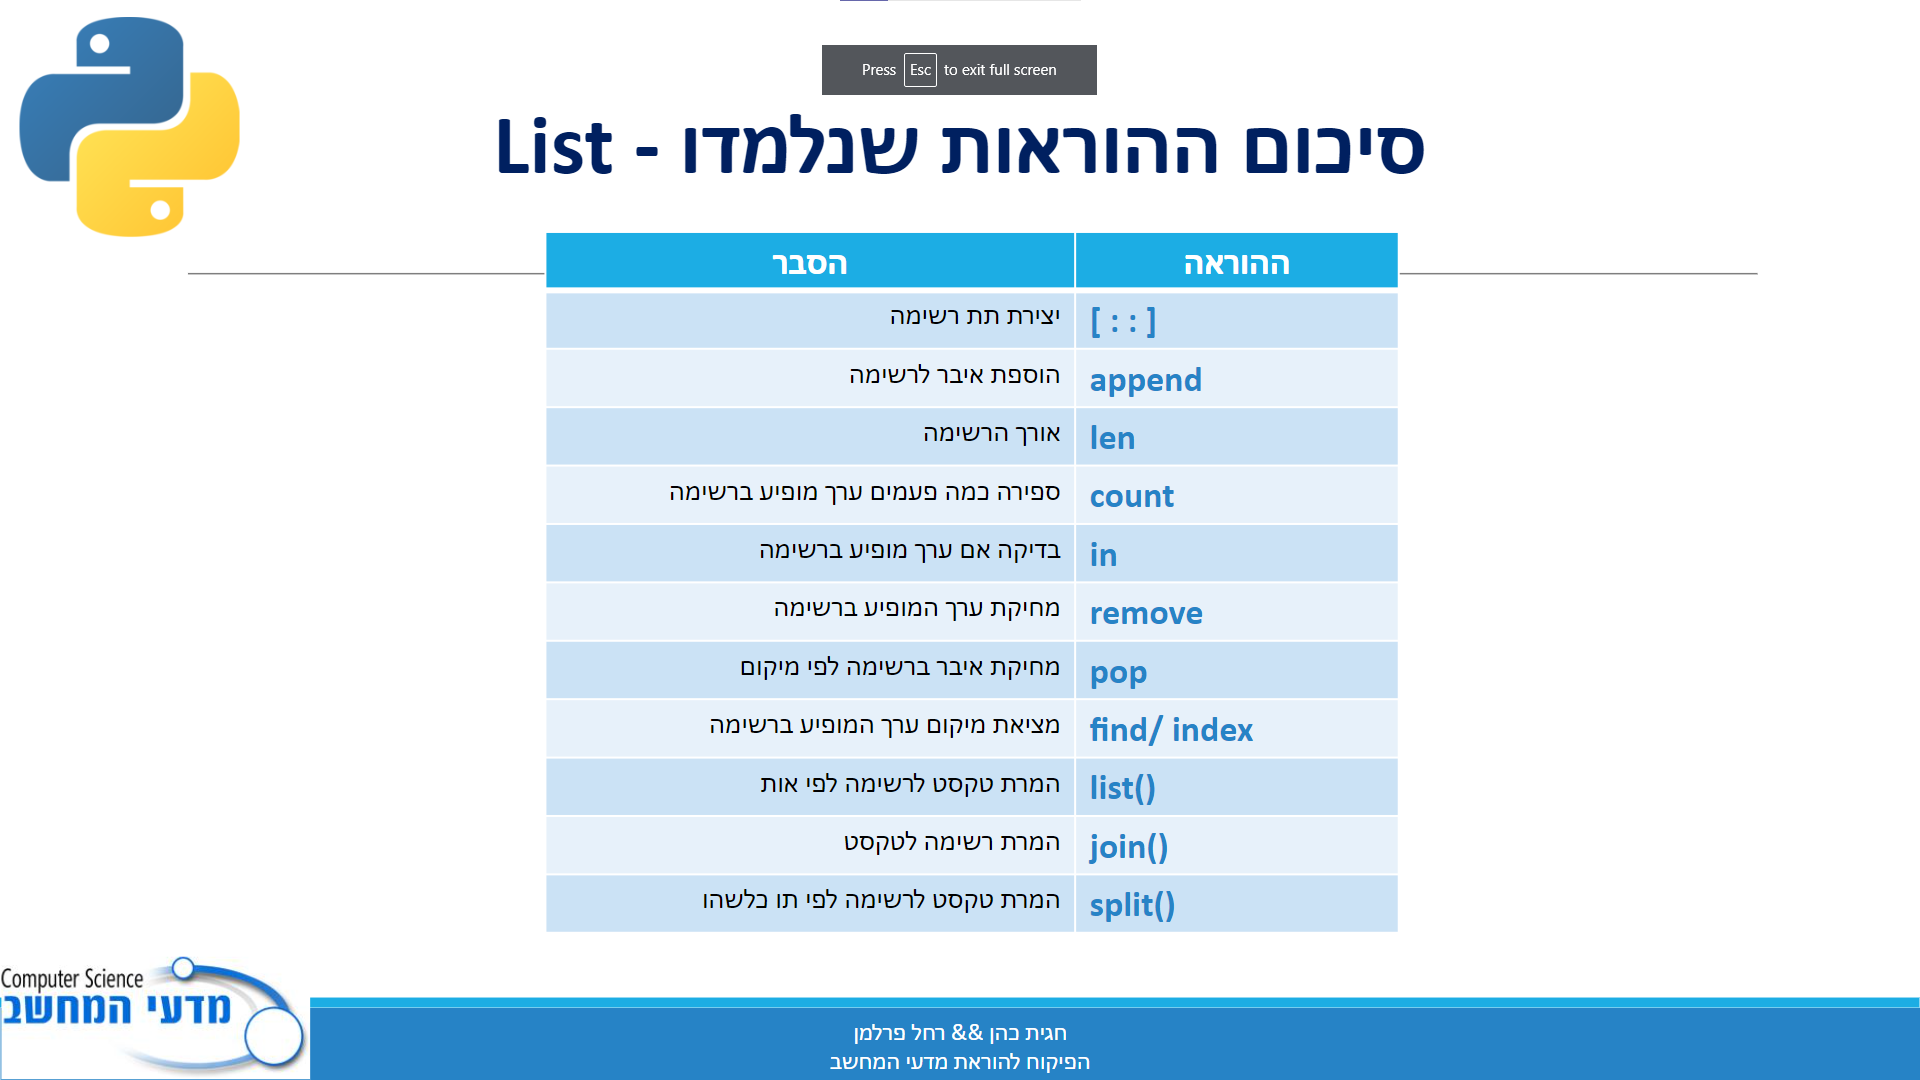 Press Esc to exit full screen
סיכום ההוראות שנלמדו - List
ההוראה הסבר
[ : : ] יצירת תת רשימה
append הוספת איבר לרשימה
len אורך הרשימה
count ספירה כמה פעמים ערך מופיע ברשימה
in בדיקה אם ערך מופיע ברשימה
remove מחיקת ערך המופיע ברשימה
pop מחיקת איבר ברשימה לפי מיקום
find/ index מציאת מיקום ערך המופיע ברשימה
list() המרת טקסט לרשימה לפי אות
join() המרת רשימה לטקסט
split() המרת טקסט לרשימה לפי תו כלשהו
Computer Science
מדעי המחשב
חגית כהן && רחל פרלמן
הפיקוח להוראת מדעי המחשב